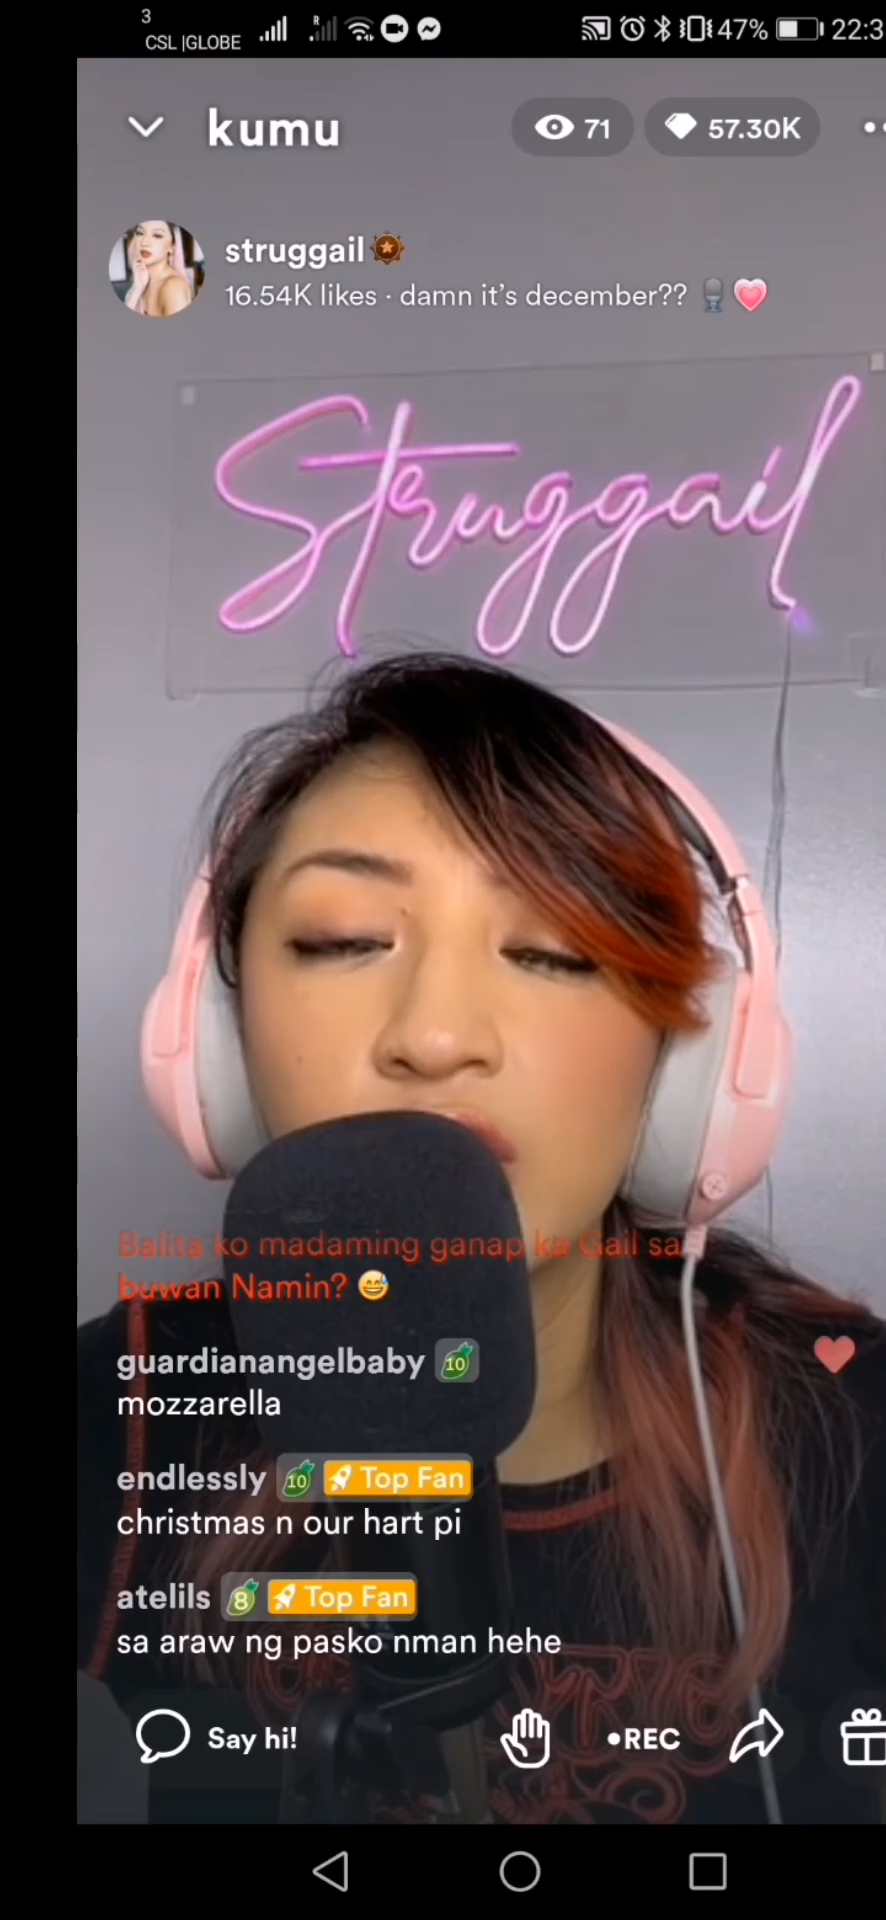 3
CSL |GLOBE
R
47%
22:3
kumu
71
57.30K
struggail
16.54K likes · damn it's december??
Struggail
Balita ko madaming ganap ka Gail sa
buwan Namin?
guardianangelbaby 10
mozzarella
endlessly 10 Top Fan
christmas n our hart pi
atelils 8 Top Fan
sa araw ng pasko nman hehe
Say hi!
•REC